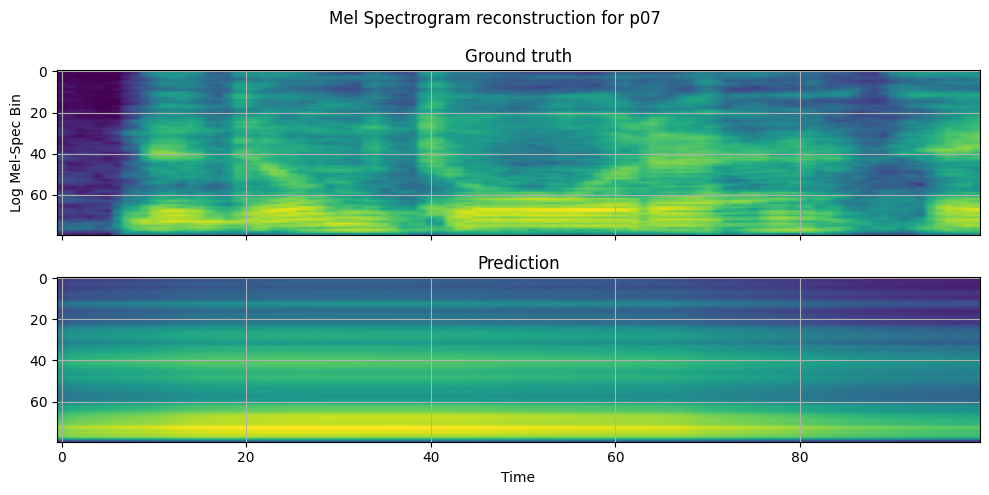 Mel Spectrogram reconstruction for p07
Ground truth
Log Mel-Spec Bin
0
20
40
60
Prediction
0
20
40
60
0 20 40 60 80
Time